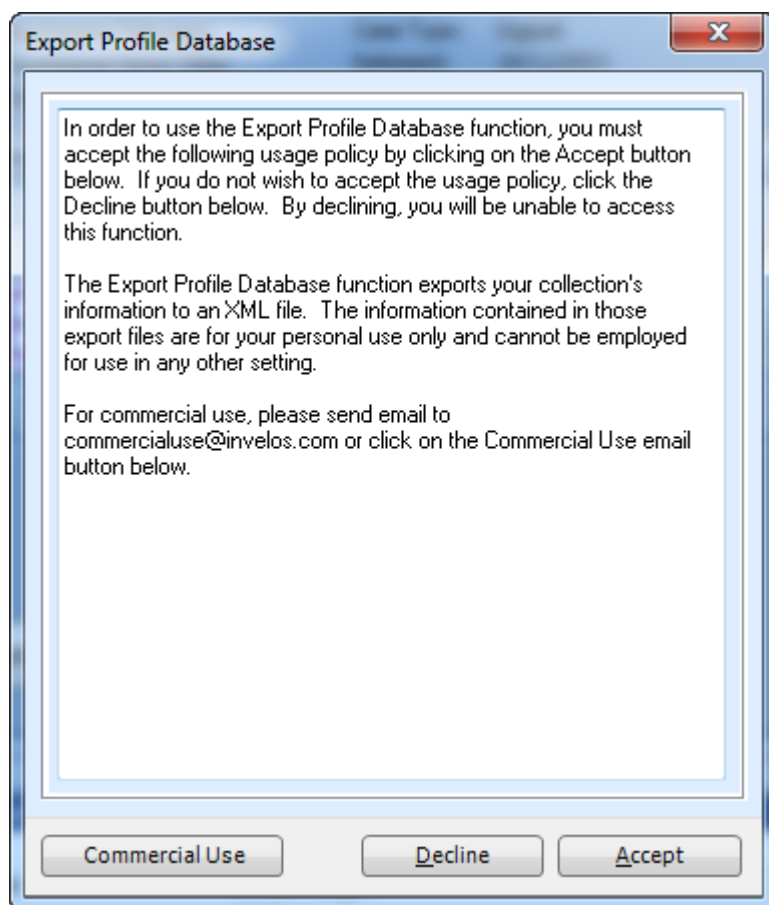 Export Profile Database
In order to use the Export Profile Database function, you must
accept the following usage policy by clicking on the Accept button
below.  If you do not wish to accept the usage policy, click the
Decline button below.  By declining, you will be unable to access
this function.
The Export Profile Database function exports your collection's
information to an XML file.  The information contained in those
export files are for your personal use only and cannot be employed
for use in any other setting.
For commercial use, please send email to
commercialuse@invelos.com or click on the Commercial Use email
button below.
Commercial Use
Decline
Accept